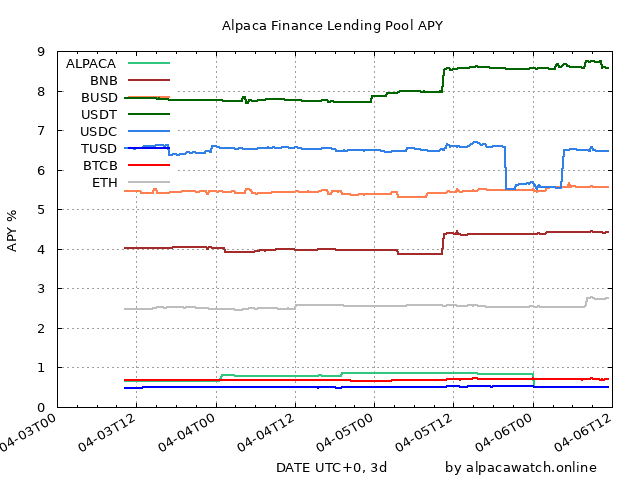 Alpaca Finance Lending Pool APY
APY %
9
8
7
6
5
4
3
2
1
0
ALPACA
BNB
BUSD
USDT
USDC
TUSD
BTCB
ETH
04-03T00
04-03T12
04-04T00
04-04T12
04-05T00
04-05T12
04-06T00
04-06T12
DATE UTC+0, 3d
by alpacawatch.online